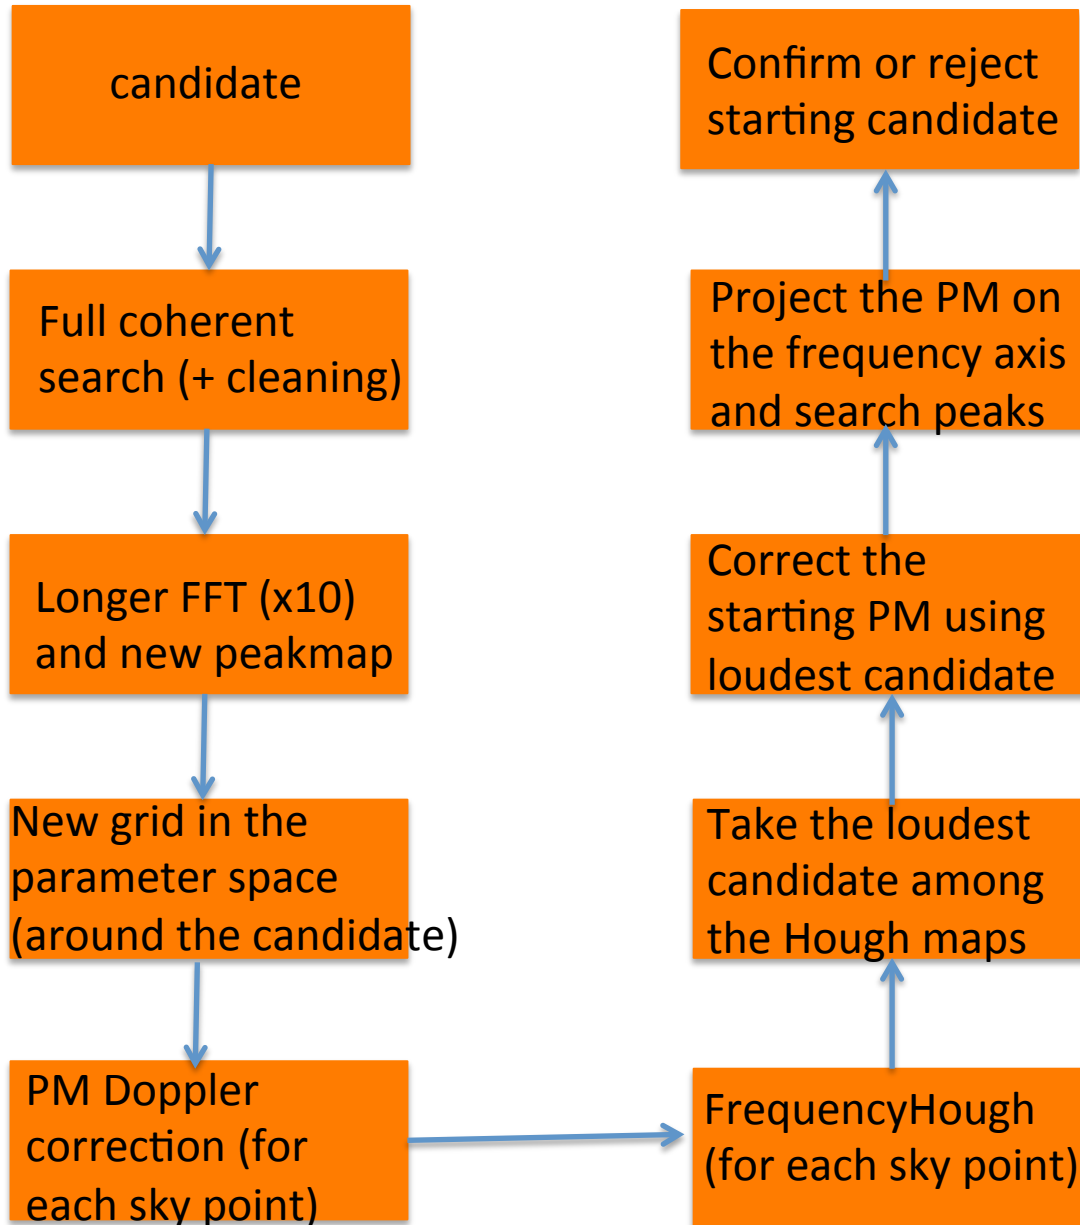 candidate
Full coherent
search (+ cleaning)
Longer FFT (x10)
and new peakmap
New grid in the
parameter space
(around the candidate)
PM Doppler
correction (for
each sky point)
FrequencyHough
(for each sky point)
Take the loudest
candidate among
the Hough maps
Correct the
starting PM using
loudest candidate
Project the PM on
the frequency axis
and search peaks
Confirm or reject
starting candidate